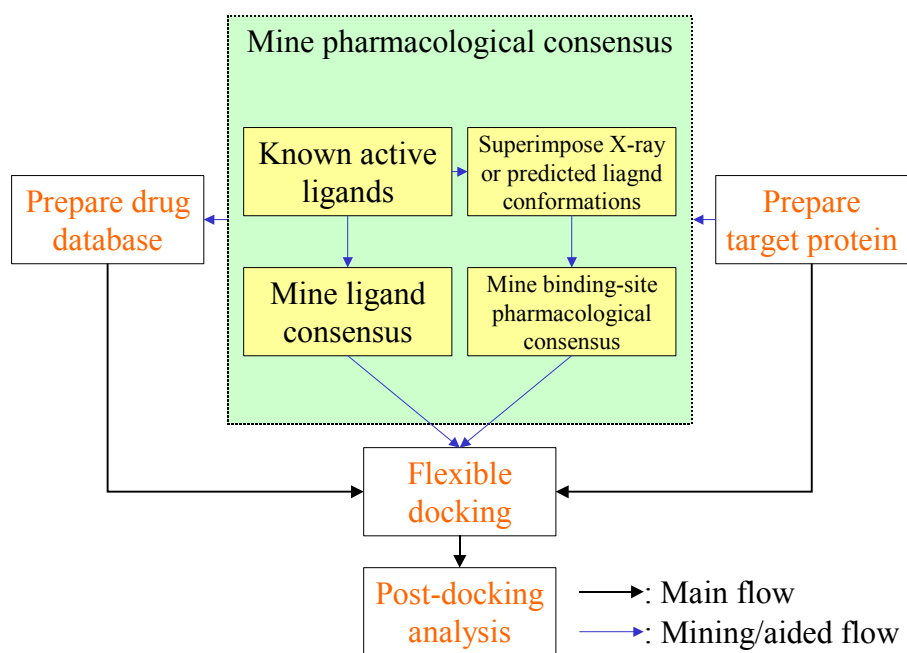 Mine pharmacological consensus
Known active
ligands
Superimpose X-ray
or predicted liagnd
conformations
Prepare drug
database
Prepare
target protein
Mine ligand
consensus
Mine binding-site
pharmacological
consensus
Flexible
docking
Post-docking
analysis
: Main flow
: Mining/aided flow